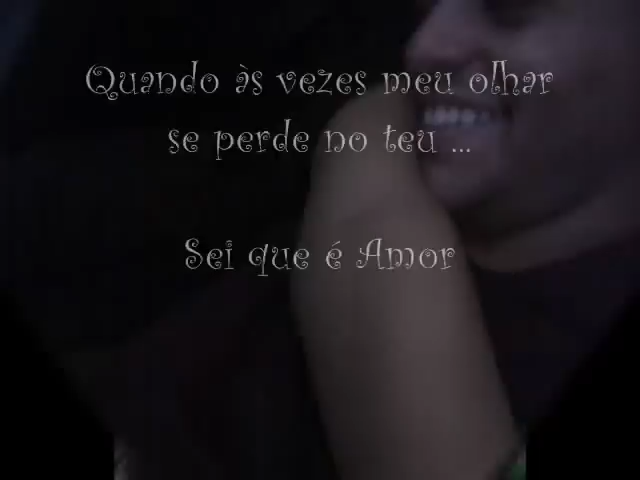 Quando às vezes meu olhar
se perde no teu ...
Sei que é Amor